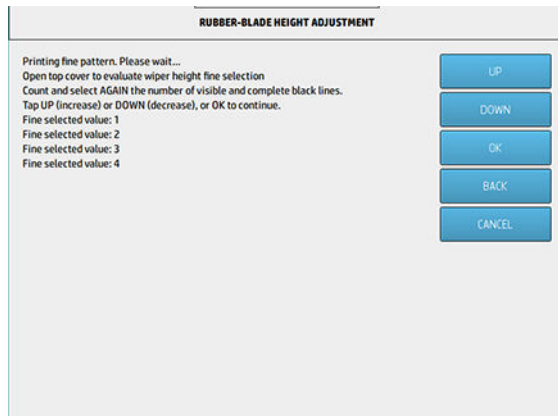 RUBBER-BLADE HEIGHT ADJUSTMENT
Printing fine pattern. Please wait...
Open top cover to evaluate wiper height fine selection
Count and select AGAIN the number of visible and complete black lines.
Tap UP (increase) or DOWN (decrease), or OK to continue.
Fine selected value: 1
Fine selected value: 2
Fine selected value: 3
Fine selected value: 4
UP
DOWN
OK
BACK
CANCEL